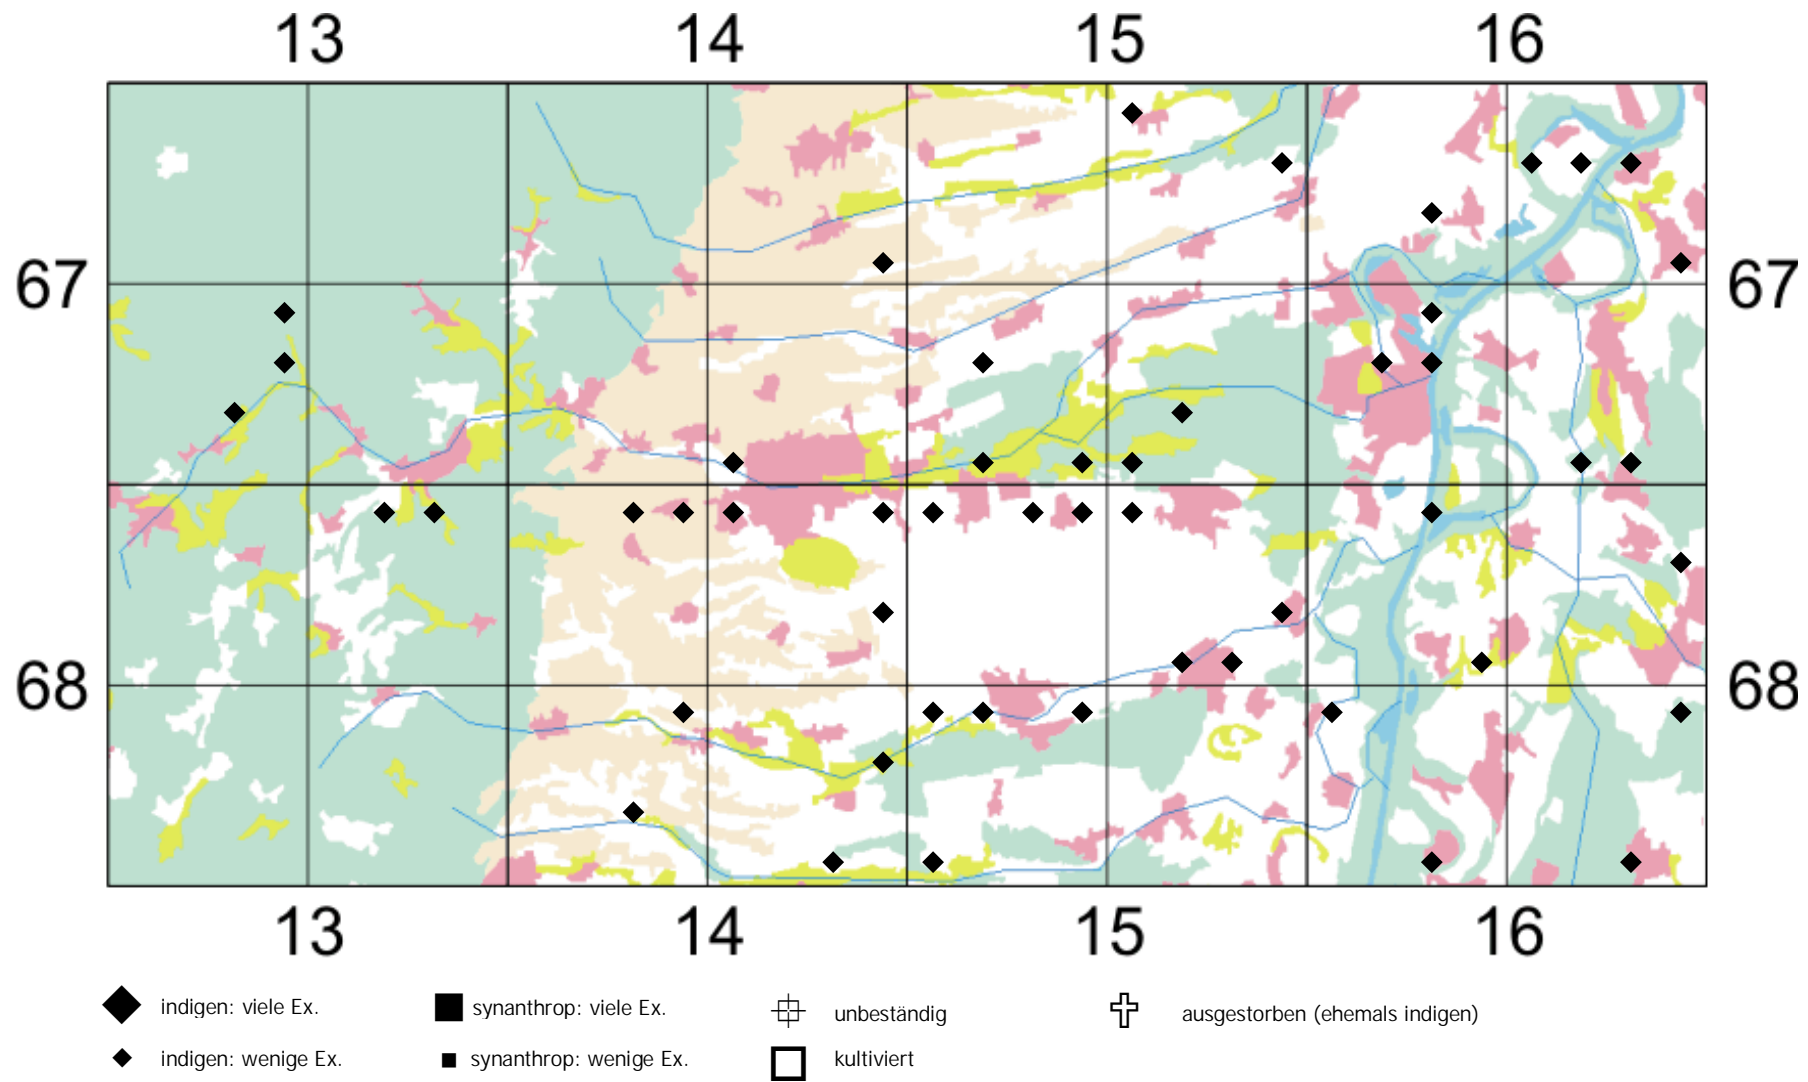 13 14 15 16
67 67
68 68
13 14 15 16
indigen: viele Ex. synanthrop: viele Ex. unbeständig ausgestorben (ehemals indigen)
indigen: wenige Ex. synanthrop: wenige Ex. kultiviert